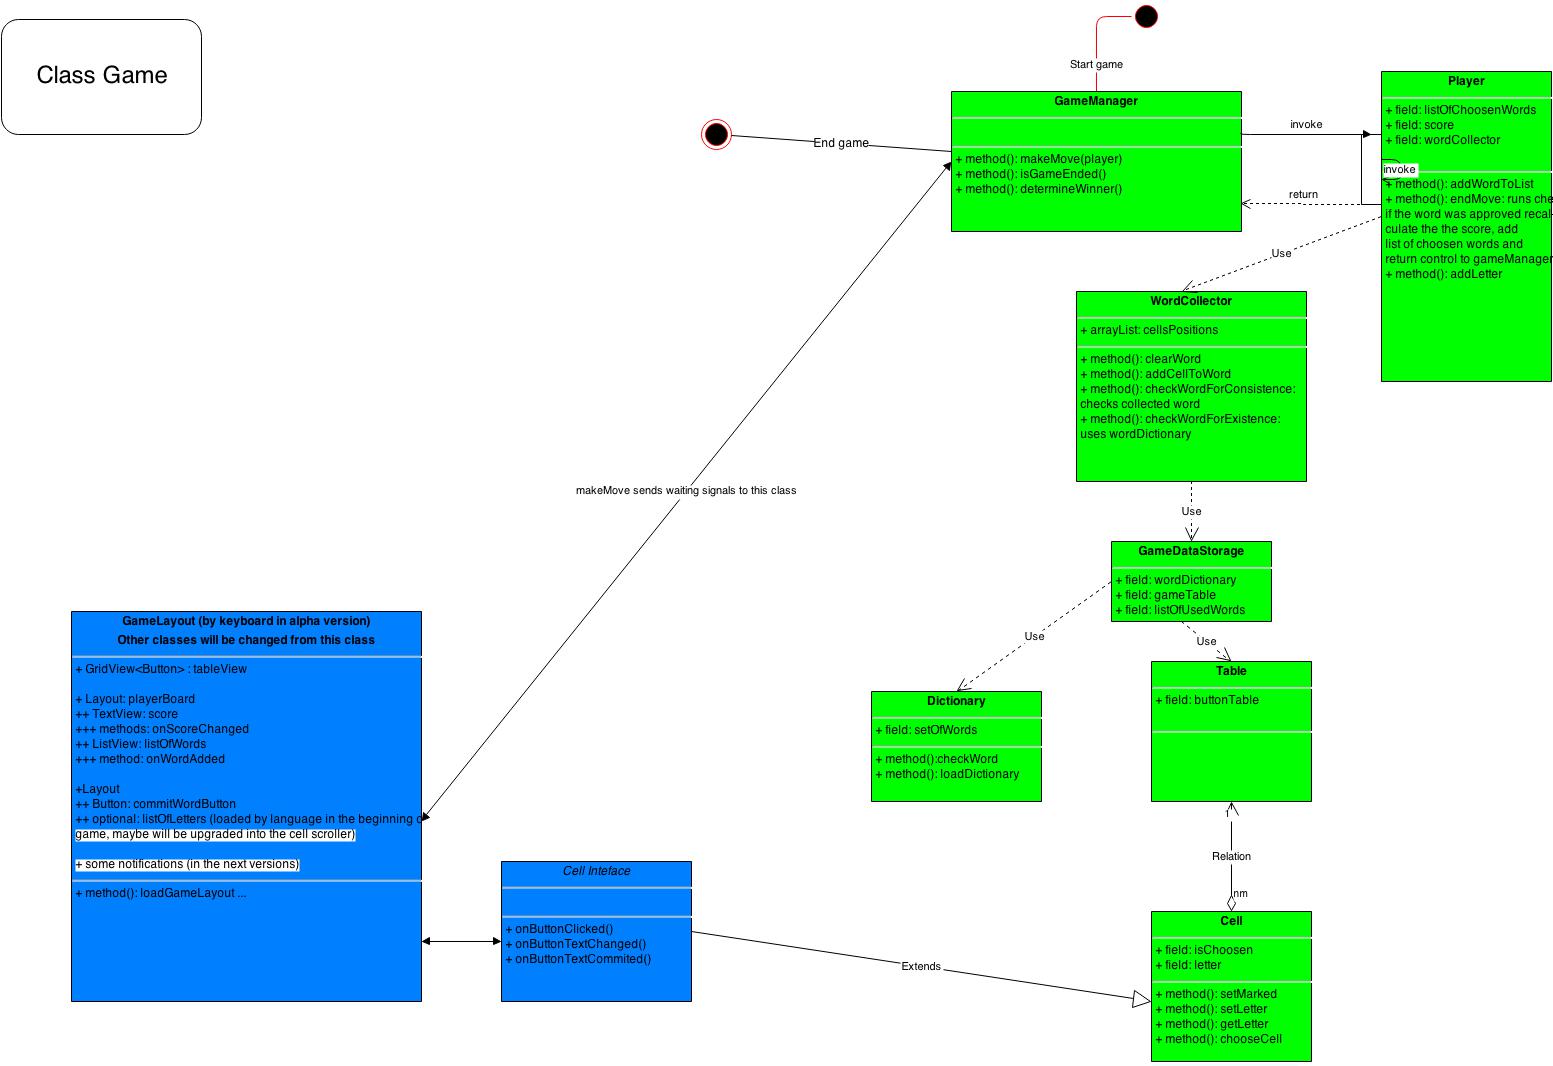 Class Game
Start game
End game
GameManager
+ method(): makeMove(player)
+ method(): isGameEnded()
+ method(): determineWinner()
invoke
return
Player
+ field: listOfChoosenWords
+ field: score
+ field: wordCollector
invoke
+ method(): addWordToList
+ method(): endMove: runs che
if the word was approved recal-
culate the the score, add
list of choosen words and
return control to gameManager
+ method(): addLetter
Use
WordCollector
+ arrayList: cellsPositions
+ method(): clearWord
+ method(): addCellToWord
+ method(): checkWordForConsistence:
checks collected word
+ method(): checkWordForExistence:
uses wordDictionary
makeMove sends waiting signals to this class
Use
GameDataStorage
+ field: wordDictionary
+ field: gameTable
+ field: listOfUsedWords
Use
Use
Dictionary
+ field: setOfWords
+ method():checkWord
+ method(): loadDictionary
Table
+ field: buttonTable
1
Relation
nm
Cell
+ field: isChoosen
+ field: letter
+ method(): setMarked
+ method(): setLetter
+ method(): getLetter
+ method(): chooseCell
GameLayout (by keyboard in alpha version)
Other classes will be changed from this class
+ GridView<Button> : tableView
+ Layout: playerBoard
++ TextView: score
+++ methods: onScoreChanged
++ ListView: listOfWords
+++ method: onWordAdded
+Layout
++ Button: commitWordButton
++ optional: listOfLetters (loaded by language in the beginning o
game, maybe will be upgraded into the cell scroller)
+ some notifications (in the next versions)
+ method(): loadGameLayout ...
Cell Inteface
+ onButtonClicked()
+ onButtonTextChanged()
+ onButtonTextCommited()
Extends